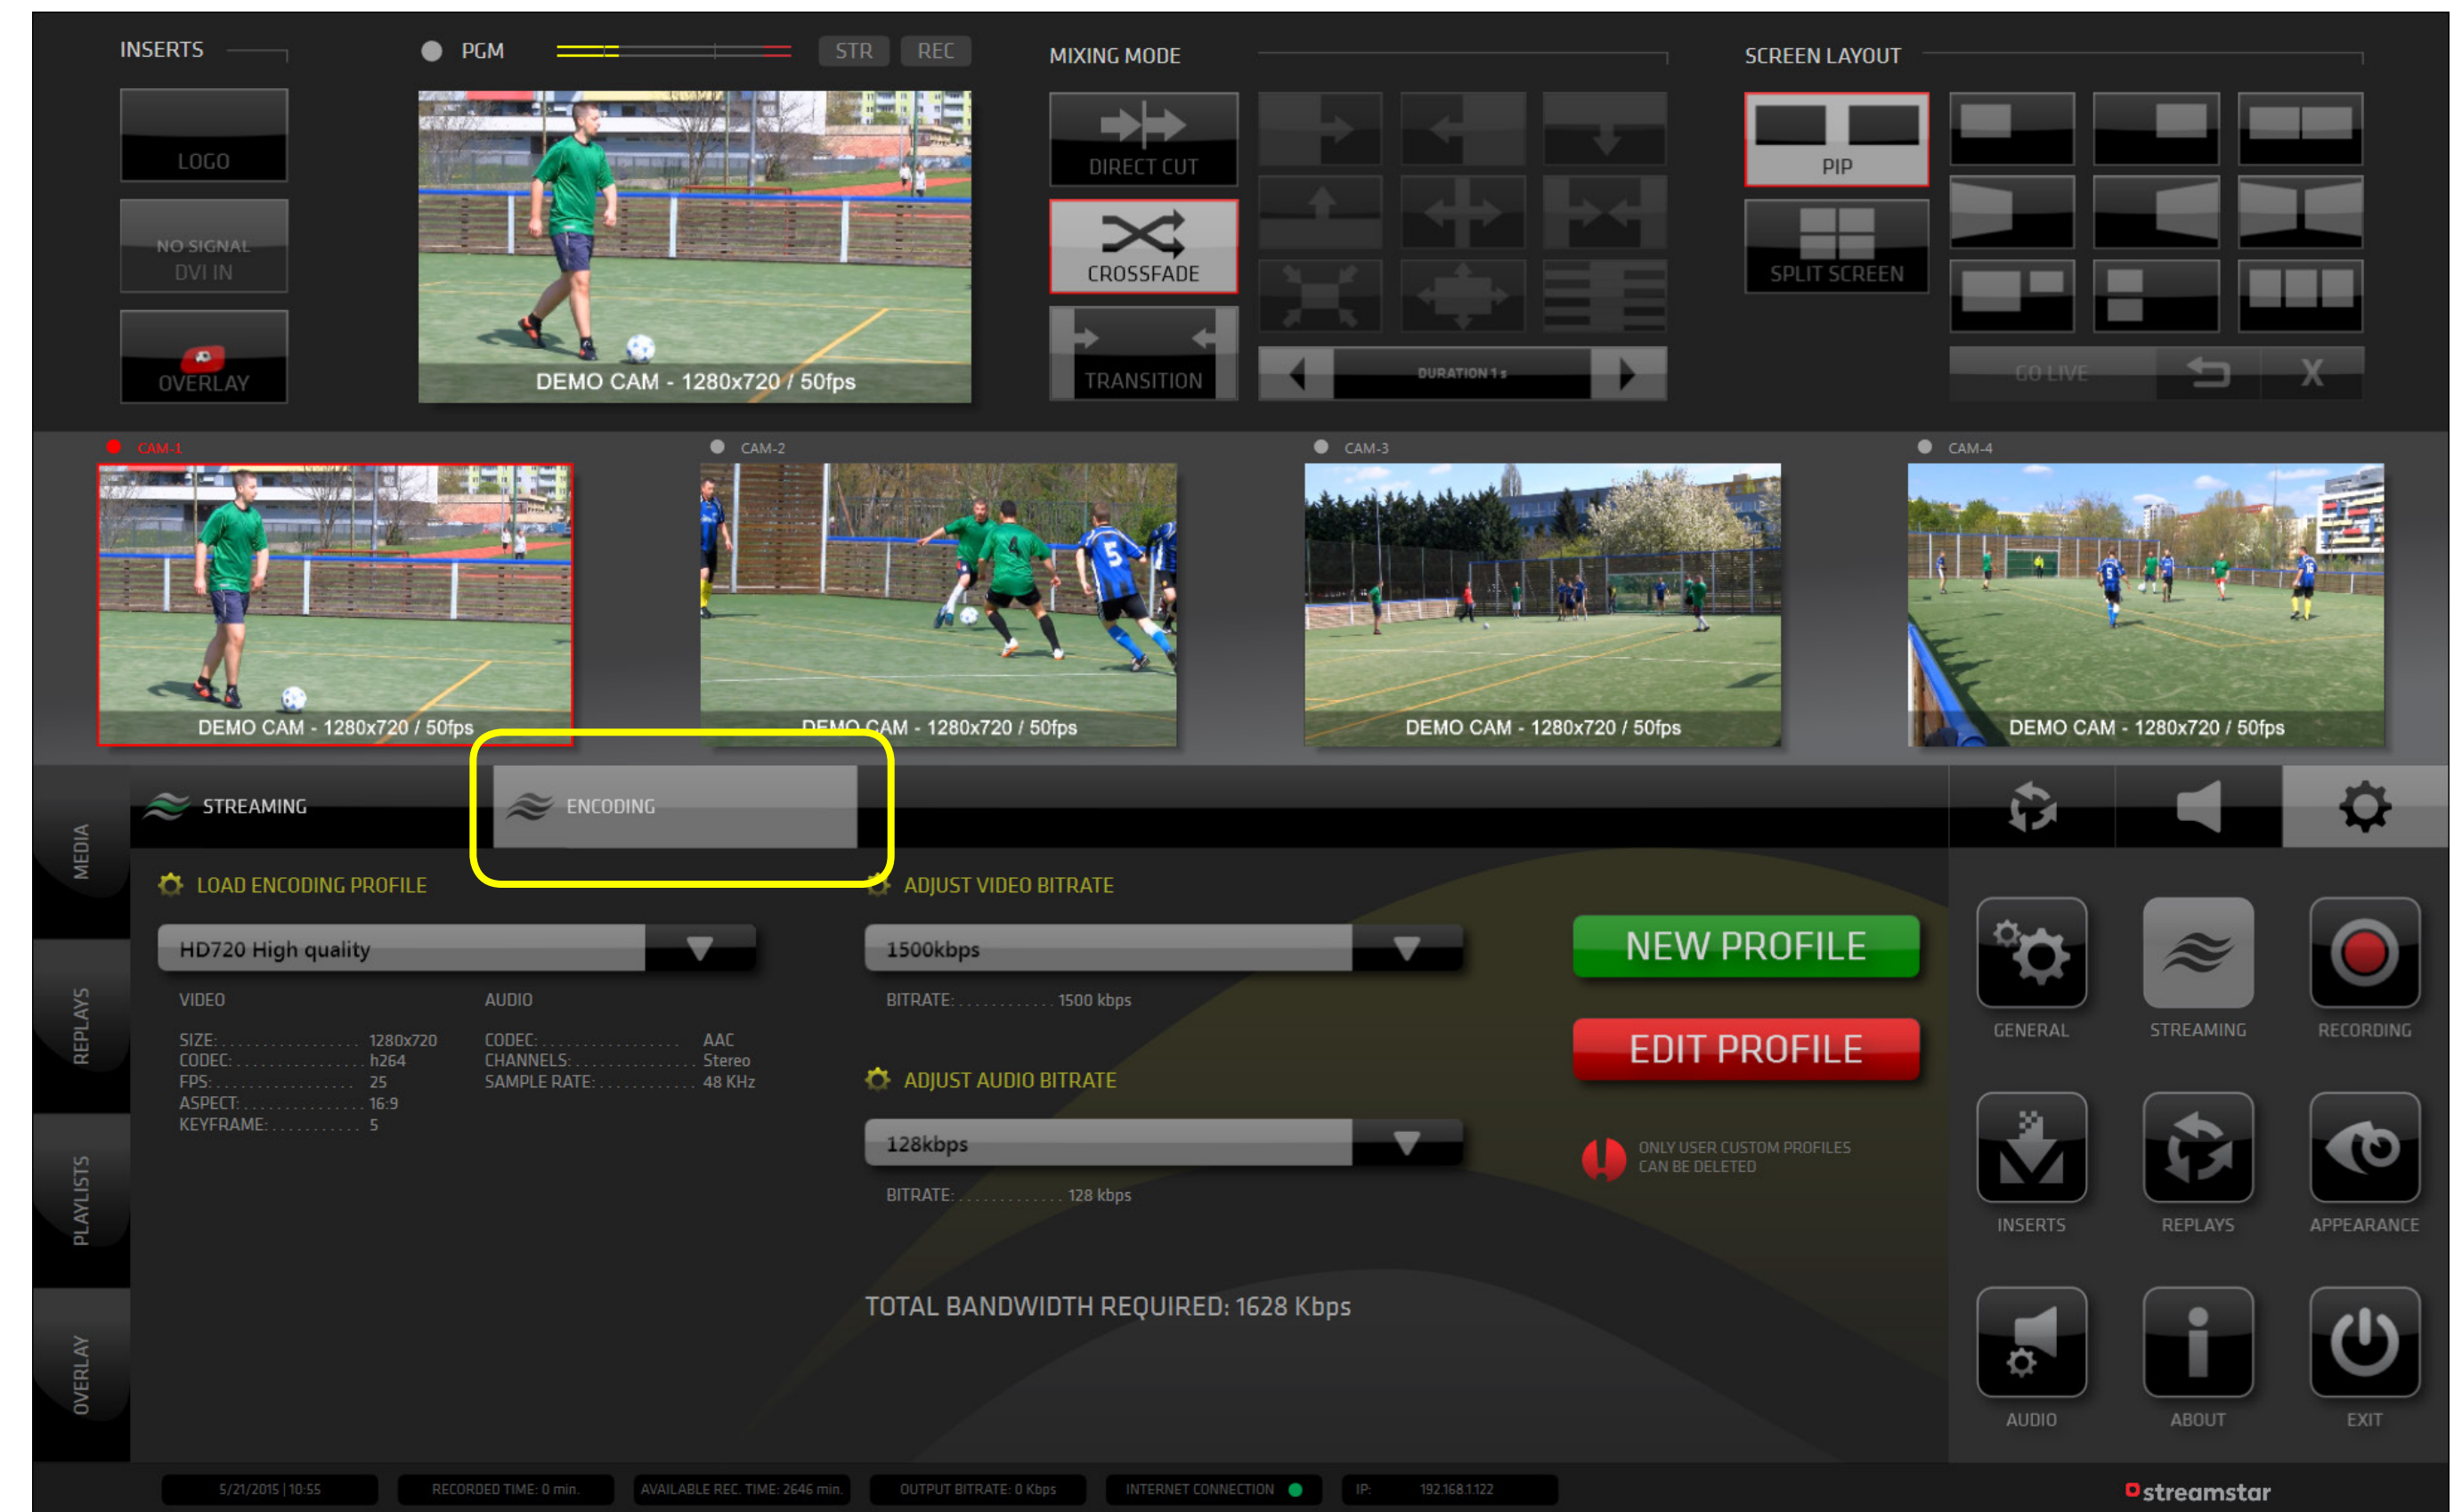 INSERTS
LOGO
NO SIGNAL
DVI IN
OVERLAY
PGM
STR
REC
DEMO CAM - 1280x720 / 50fps
MIXING MODE
DIRECT CUT
CROSSFADE
TRANSITION
DURATION 1 s
SCREEN LAYOUT
PIP
SPLIT SCREEN
GO LIVE
X
CAM-1
DEMO CAM - 1280x720 / 50fps
CAM-2
4
5
DEMO CAM - 1280x720 / 50fps
CAM-3
DEMO CAM - 1280x720 / 50fps
CAM-4
5
16
DEMO CAM - 1280x720 / 50fps
MEDIA
REPLAYS
PLAYLISTS
OVERLAY
STREAMING
ENCODING
LOAD ENCODING PROFILE
HD720 High quality
VIDEO
SIZE: . . . . . . . . . . . . . . . . . 1280x720
CODEC: . . . . . . . . . . . . . . . . h264
FPS: . . . . . . . . . . . . . . . . . 25
ASPECT: . . . . . . . . . . . . . . . 16:9
KEYFRAME: . . . . . . . . . . . 5
AUDIO
CODEC: . . . . . . . . . . . . . . . . . AAC
CHANNELS: . . . . . . . . . . . . . . . Stereo
SAMPLE RATE: . . . . . . . . . . . . 48 KHz
ADJUST VIDEO BITRATE
1500kbps
BITRATE: . . . . . . . . . . . . 1500 kbps
ADJUST AUDIO BITRATE
128kbps
BITRATE: . . . . . . . . . . . . . 128 kbps
TOTAL BANDWIDTH REQUIRED: 1628 Kbps
NEW PROFILE
EDIT PROFILE
ONLY USER CUSTOM PROFILES
CAN BE DELETED
GENERAL
STREAMING
RECORDING
INSERTS
REPLAYS
APPEARANCE
AUDIO
ABOUT
EXIT
5/21/2015 | 10:55
RECORDED TIME: 0 min.
AVAILABLE REC. TIME: 2646 min.
OUTPUT BITRATE: 0 Kbps
INTERNET CONNECTION
IP: 192.168.1.122
streamstar